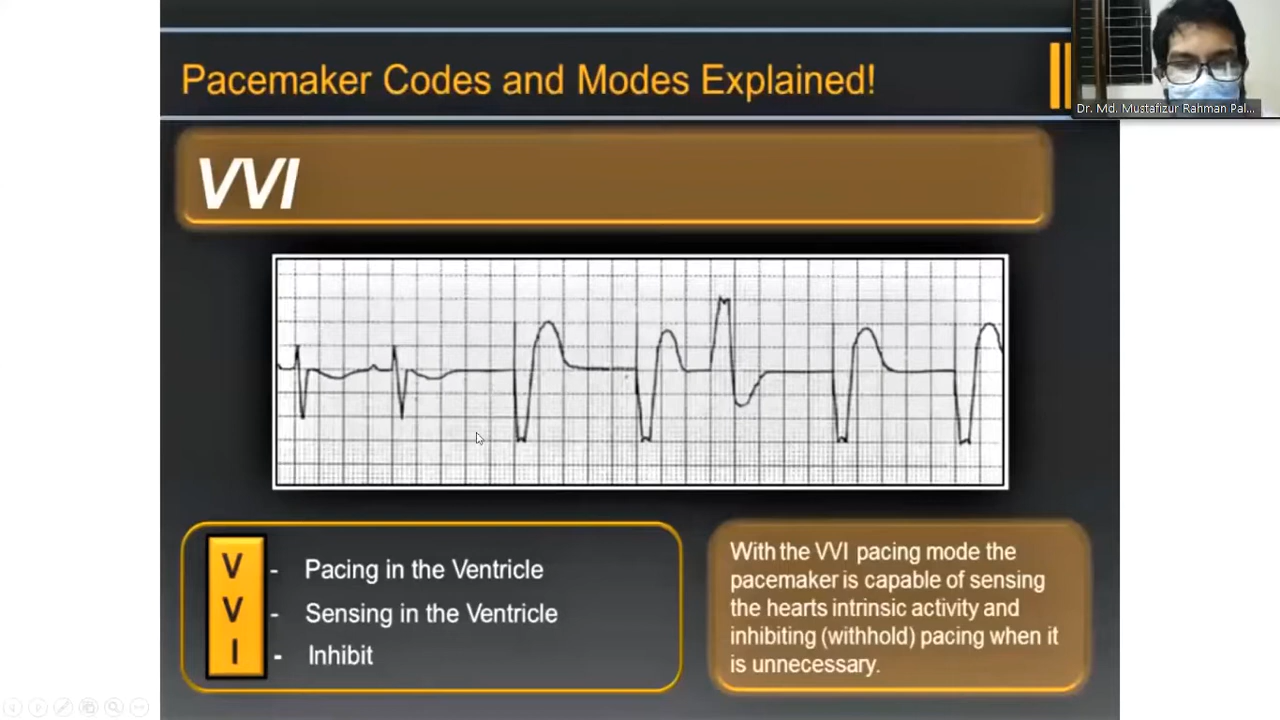 Pacemaker Codes and Modes Explained!
Dr. Md. Mustafizur Rahman Pal...
VVI
V - Pacing in the Ventricle
V - Sensing in the Ventricle
I - Inhibit
With the VVI pacing mode the
pacemaker is capable of sensing
the hearts intrinsic activity and
inhibiting (withhold) pacing when it
is unnecessary.